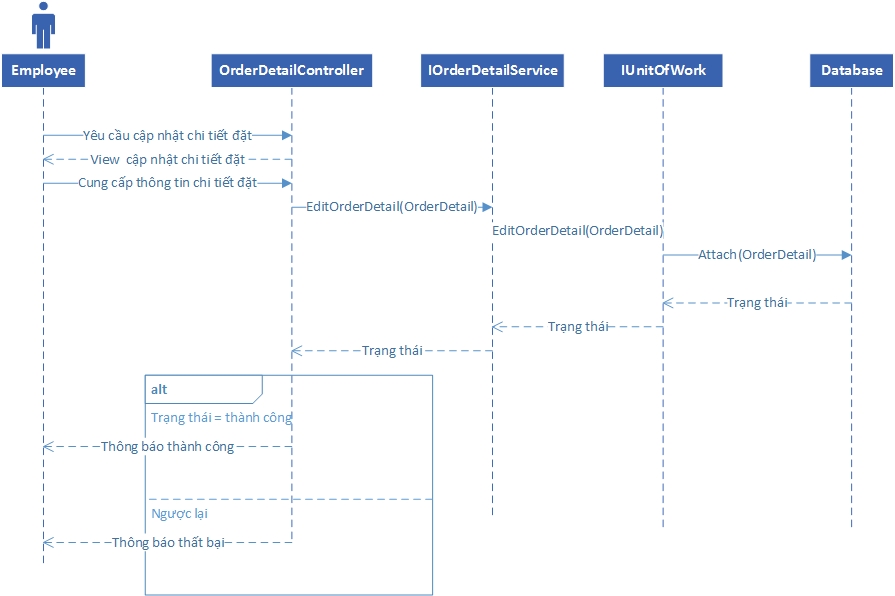 Employee
OrderDetailController
IOrderDetailService
IUnitOfWork
Database
Yêu cầu cập nhật chi tiết đặt
View cập nhật chi tiết đặt
Cung cấp thông tin chi tiết đặt
EditOrderDetail(OrderDetail)
EditOrderDetail(OrderDetail)
Attach(OrderDetail)
Trạng thái
Trạng thái
Trạng thái
alt
Trạng thái = thành công
Thông báo thành công
Ngược lại
Thông báo thất bại